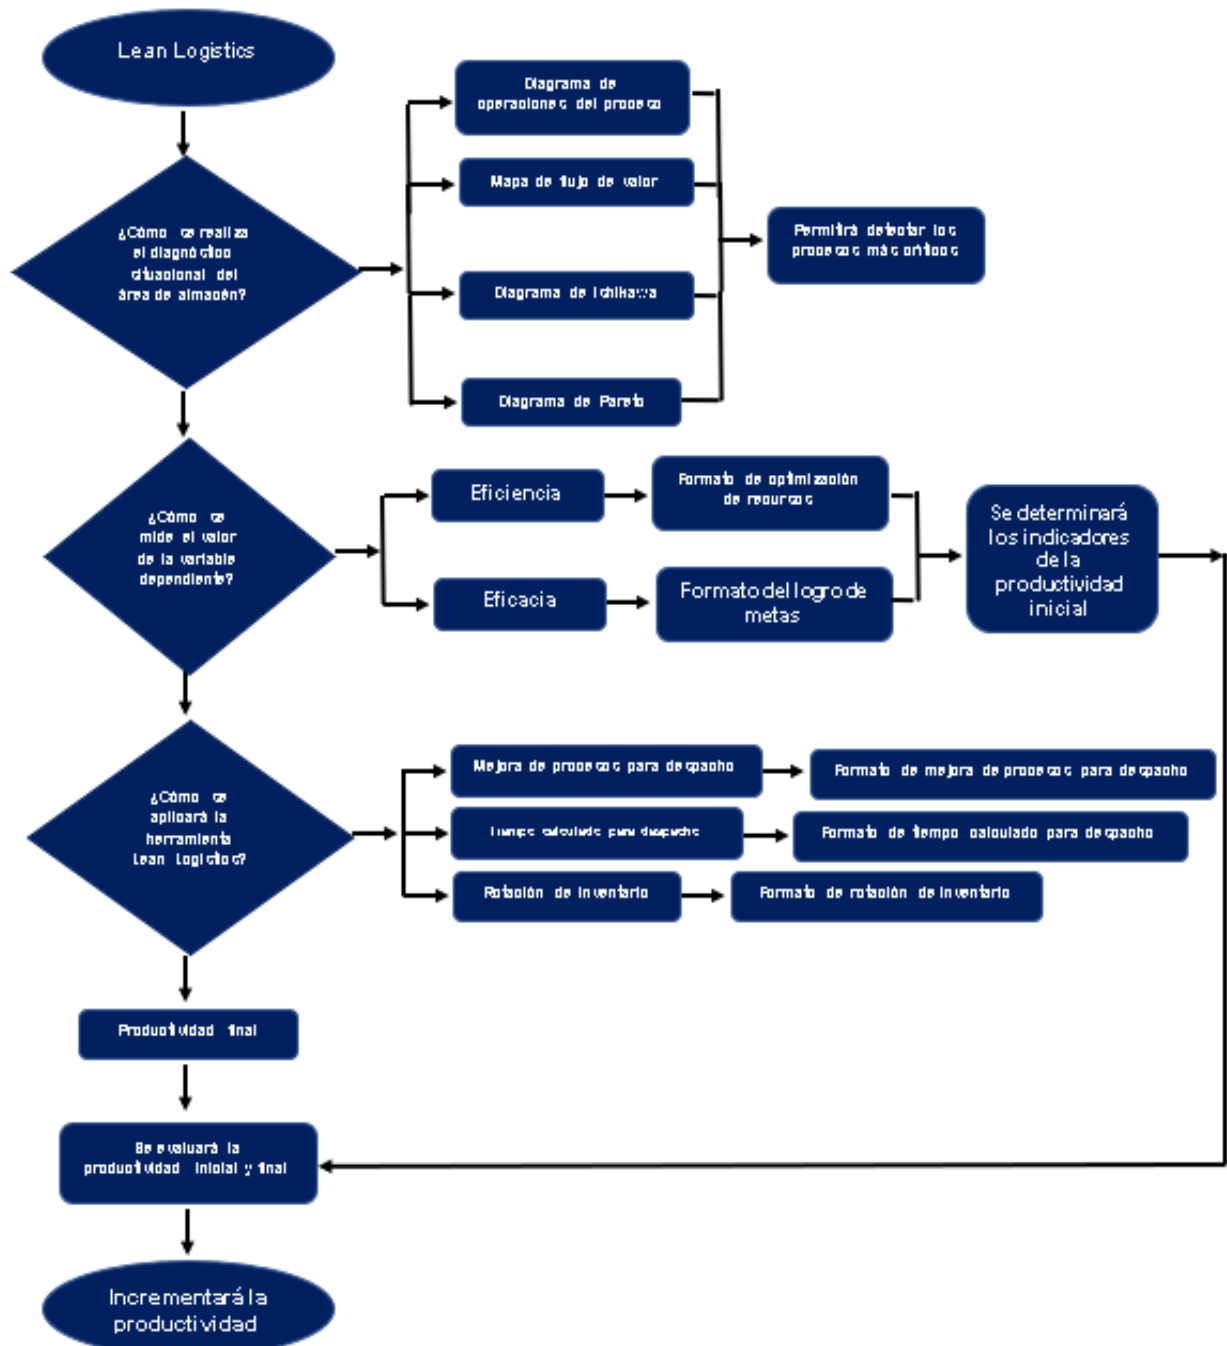 Lean Logistics
Diagrama de
operaciones del proceso
Mapa de flujo de valor
¿Cómo se realiza
el diagnóstico
situacional del
área de almacén?
Permitirá detectar los
procesos más críticos
Diagrama de Ichikawa
Diagrama de Pareto
¿Cómo se
mide el valor
de la variable
dependiente?
Eficiencia
Formato de optimización
de recursos
Eficacia
Formato del logro de
metas
Se determinará
los indicadores
de la
productividad
inicial
¿Cómo se
aplicará la
herramienta
Lean Logistics?
Mejora de procesos para despacho
Formato de mejora de procesos para despacho
Tiempo calculado para despacho
Formato de tiempo calculado para despacho
Rotación de inventario
Formato de rotación de inventario
Productividad final
Se evaluará la
productividad inicial y final
Incrementará la
productividad